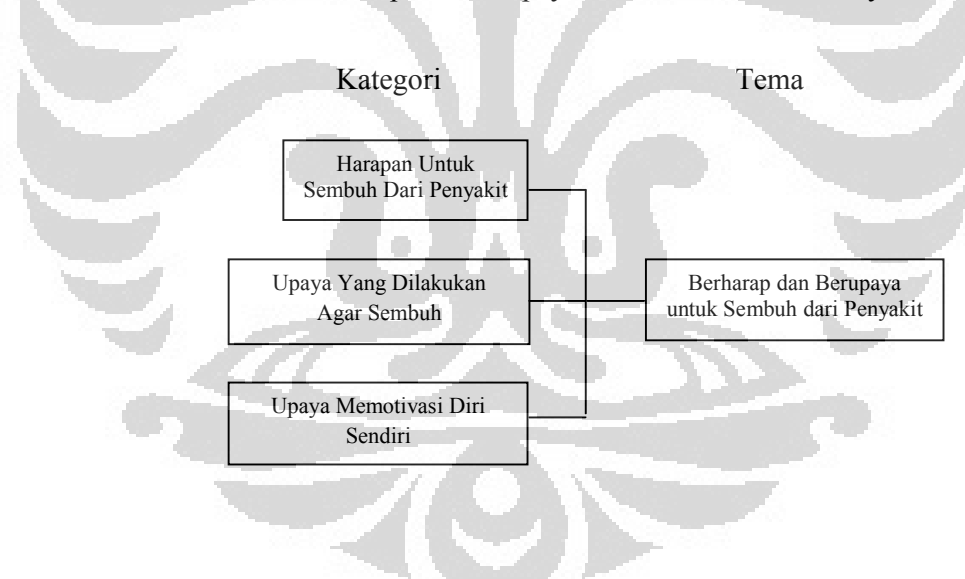 Kategori
Tema
Harapan Untuk
Sembuh Dari Penyakit
Upaya Yang Dilakukan
Agar Sembuh
Berharap dan Berupaya
untuk Sembuh dari Penyakit
Upaya Memotivasi Diri
Sendiri